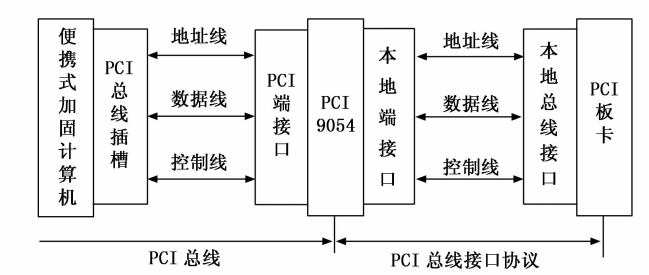 便携式加固计算机
PCI总线插槽
地址线
数据线
控制线
PCI端接口
PCI
9054
本地端接口
地址线
数据线
控制线
本地总线接口
PCI板卡
PCI 总线
PCI 总线接口协议